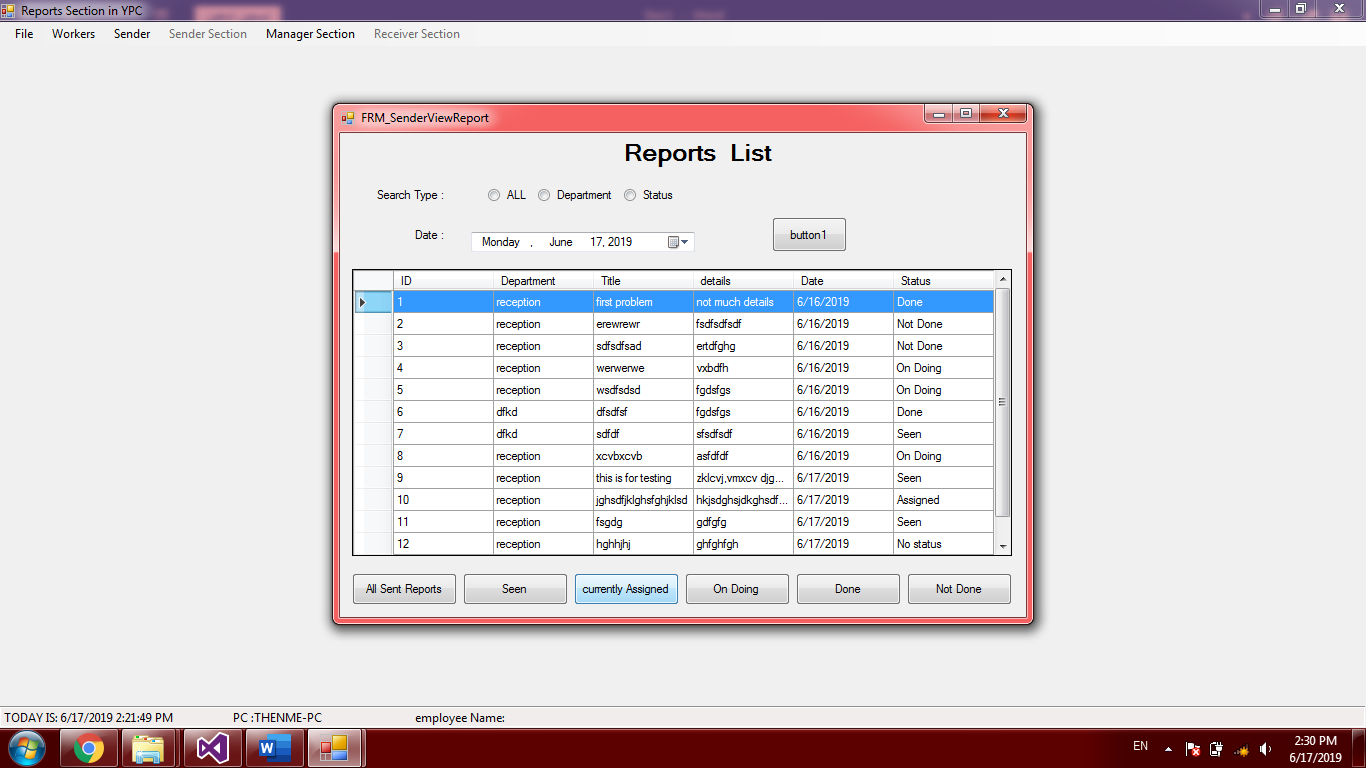 Reports Section in YPC
File Workers Sender Sender Section Manager Section Receiver Section
FRM_SenderViewReport
Reports List
Search Type : ALL Department Status
Date : Monday , June 17, 2019 button1
ID Department Title details Date Status
1 reception first problem not much details 6/16/2019 Done
2 reception erewrewr fsdfsdfsdf 6/16/2019 Not Done
3 reception sdfsdfsad ertdfghg 6/16/2019 Not Done
4 reception werwerwe vxbdfh 6/16/2019 On Doing
5 reception wsdfsdsd fgdsfgs 6/16/2019 On Doing
6 dfkd dfsdfsf fgdsfgs 6/16/2019 Done
7 dfkd sdfdf sfsdfsdf 6/16/2019 Seen
8 reception xcvbxcvb asfdfdf 6/16/2019 On Doing
9 reception this is for testing zklcvj,vmxcv djg... 6/17/2019 Seen
10 reception jghsdfjklghsfghjklsd hkjsdghsjdkghsdf... 6/17/2019 Assigned
11 reception fsgdg gdfgfg 6/17/2019 Seen
12 reception hghhjhj ghfghfgh 6/17/2019 No status
All Sent Reports Seen currently Assigned On Doing Done Not Done
TODAY IS: 6/17/2019 2:21:49 PM PC :THENME-PC employee Name:
EN 2:30 PM
6/17/2019